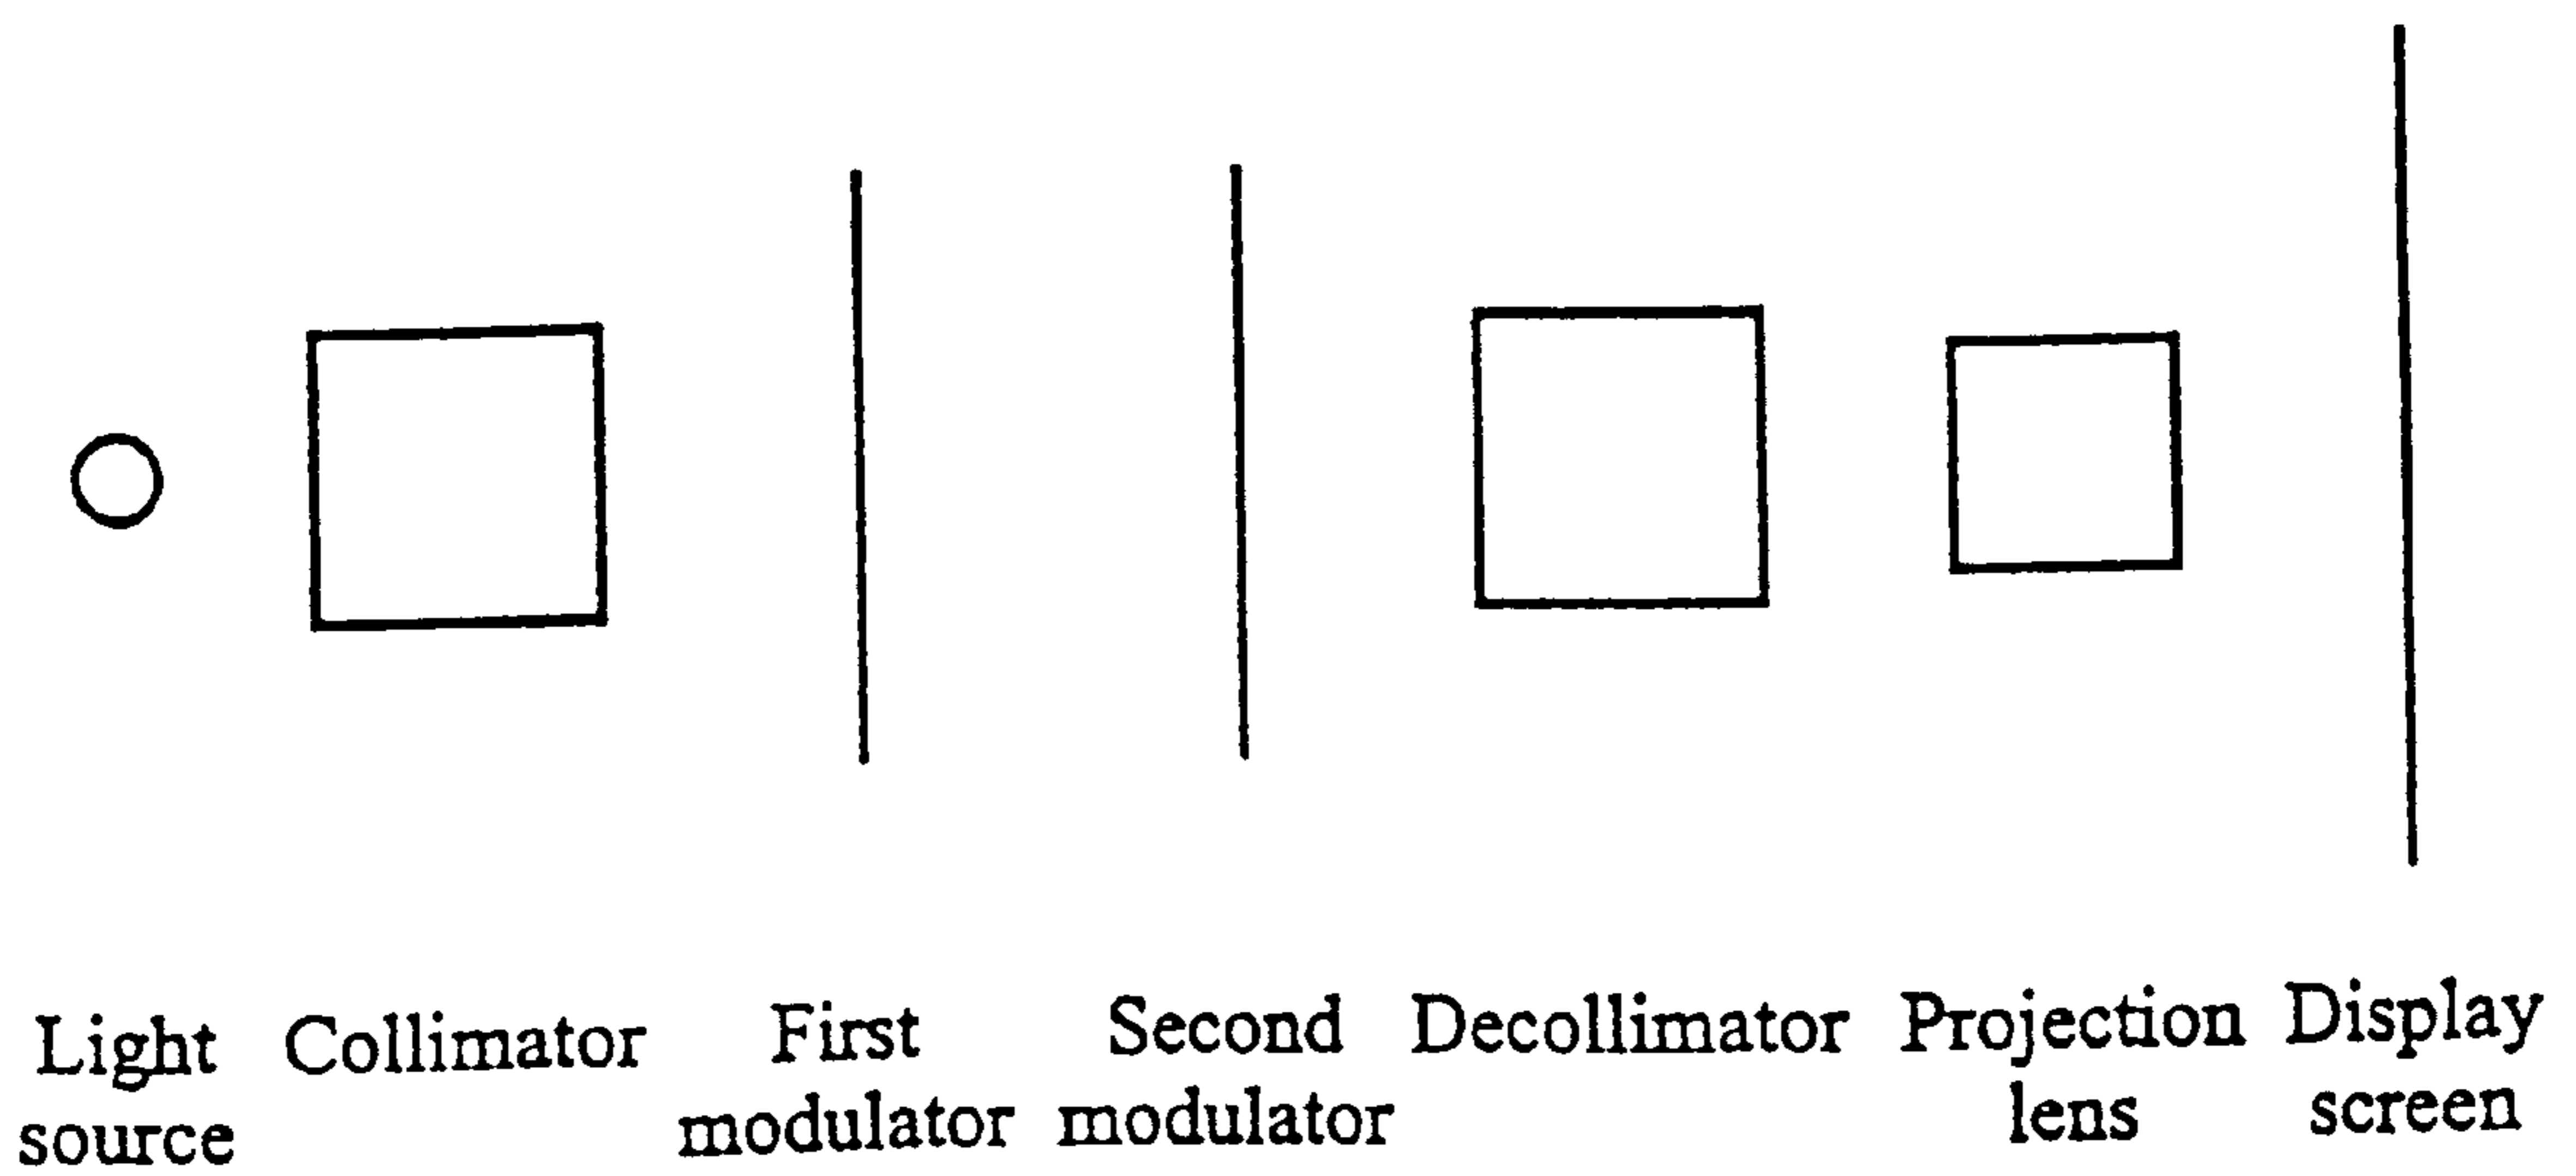 Light source
Collimator
First modulator
Second modulator
Decollimator
Projection lens
Display screen